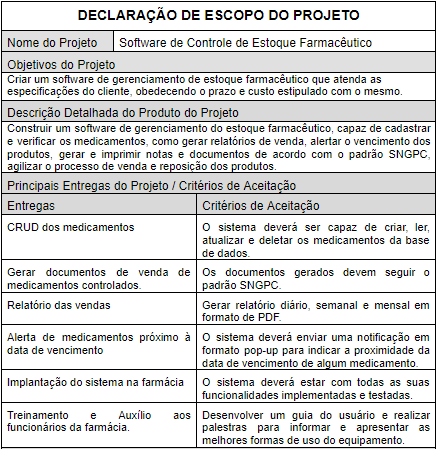 DECLARAÇÃO DE ESCOPO DO PROJETO
Nome do Projeto Software de Controle de Estoque Farmacêutico
Objetivos do Projeto
Criar um software de gerenciamento de estoque farmacêutico que atenda as
especificações do cliente, obedecendo o prazo e custo estipulado com o mesmo.
Descrição Detalhada do Produto do Projeto
Construir um software de gerenciamento do estoque farmacêutico, capaz de cadastrar
e verificar os medicamentos, como gerar relatórios de venda, alertar o vencimento
dos produtos, gerar e imprimir notas e documentos de acordo com o padrão SNGPC,
agilizar o processo de venda e reposição dos produtos.
Principais Entregas do Projeto / Critérios de Aceitação
Entregas Critérios de Aceitação
CRUD dos medicamentos
O sistema deverá ser capaz de criar, ler,
atualizar e deletar os medicamentos da base
de dados.
Gerar documentos de venda de
medicamentos controlados.
Os documentos gerados devem seguir o
padrão SNGPC.
Relatório das vendas
Gerar relatório diário, semanal e mensal em
formato de PDF.
Alerta de medicamentos próximo à
data de vencimento
O sistema deverá enviar uma notificação em
formato pop-up para indicar a proximidade da
data de vencimento de algum medicamento.
Implantação do sistema na farmácia
O sistema deverá estar com todas as suas
funcionalidades implementadas e testadas.
Treinamento e Auxílio aos
funcionários da farmácia.
Desenvolver um guia do usuário e realizar
palestras para informar e apresentar as
melhores formas de uso do equipamento.